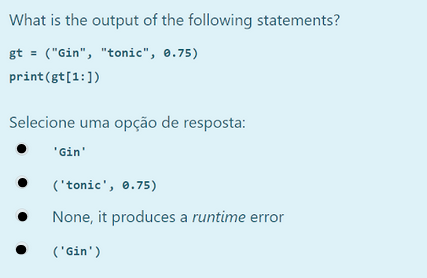 What is the output of the following statements?
gt = ("Gin", "tonic", 0.75)
print(gt[1:])
Selecione uma opção de resposta:
'Gin'
('tonic', 0.75)
None, it produces a runtime error
('Gin')